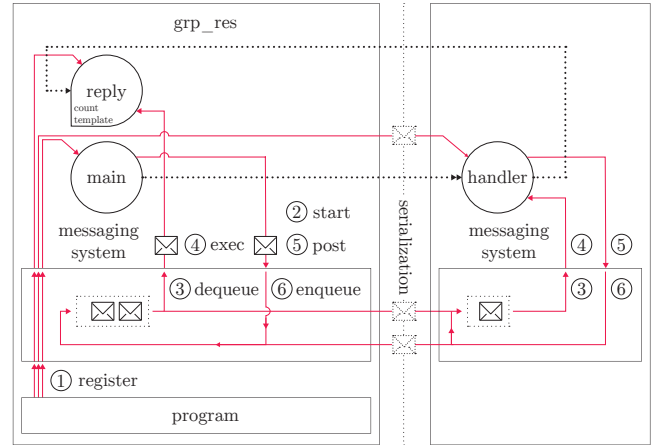 grp_res
reply
count
template
main
handler
② start
messaging
system
④ exec
⑤ post
serialization
messaging
system
④
⑤
③ dequeue
⑥ enqueue
③
⑥
① register
program